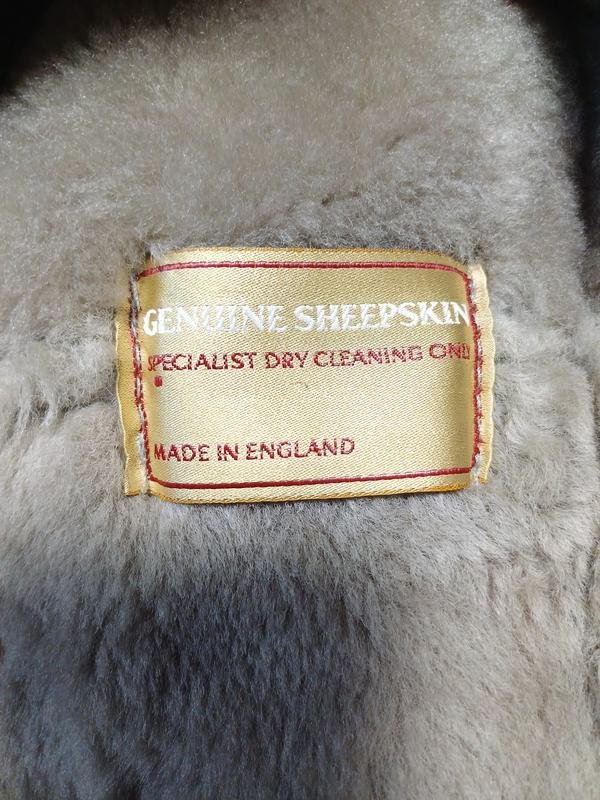 GENUINE SHEEPSKIN
SPECIALIST DRY CLEANING ONLY
MADE IN ENGLAND